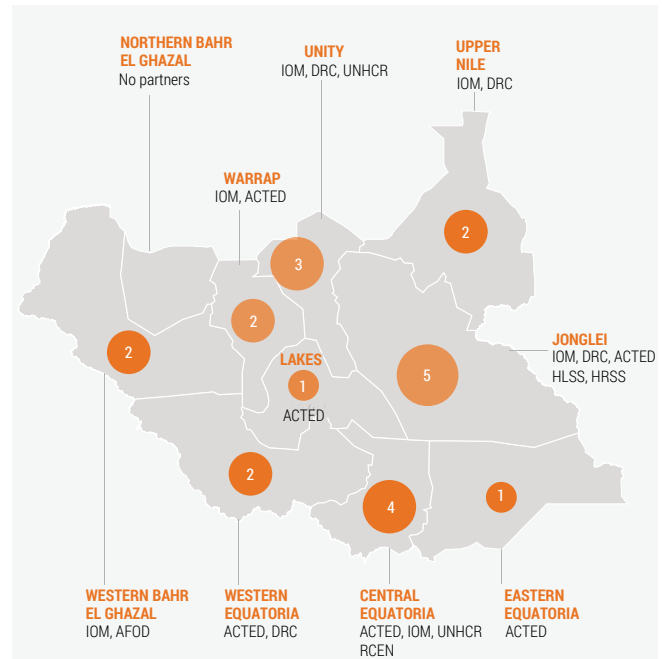 NORTHERN BAHR
EL GHAZAL
No partners
UNITY
IOM, DRC, UNHCR
UPPER
NILE
IOM, DRC
WARRAP
IOM, ACTED
2
3
2
2
JONGLEI
IOM, DRC, ACTED
HLSS, HRSS
LAKES
1
ACTED
5
2
4
1
WESTERN BAHR
EL GHAZAL
IOM, AFOD
WESTERN
EQUATORIA
ACTED, DRC
CENTRAL
EQUATORIA
ACTED, IOM, UNHCR
RCEN
EASTERN
EQUATORIA
ACTED